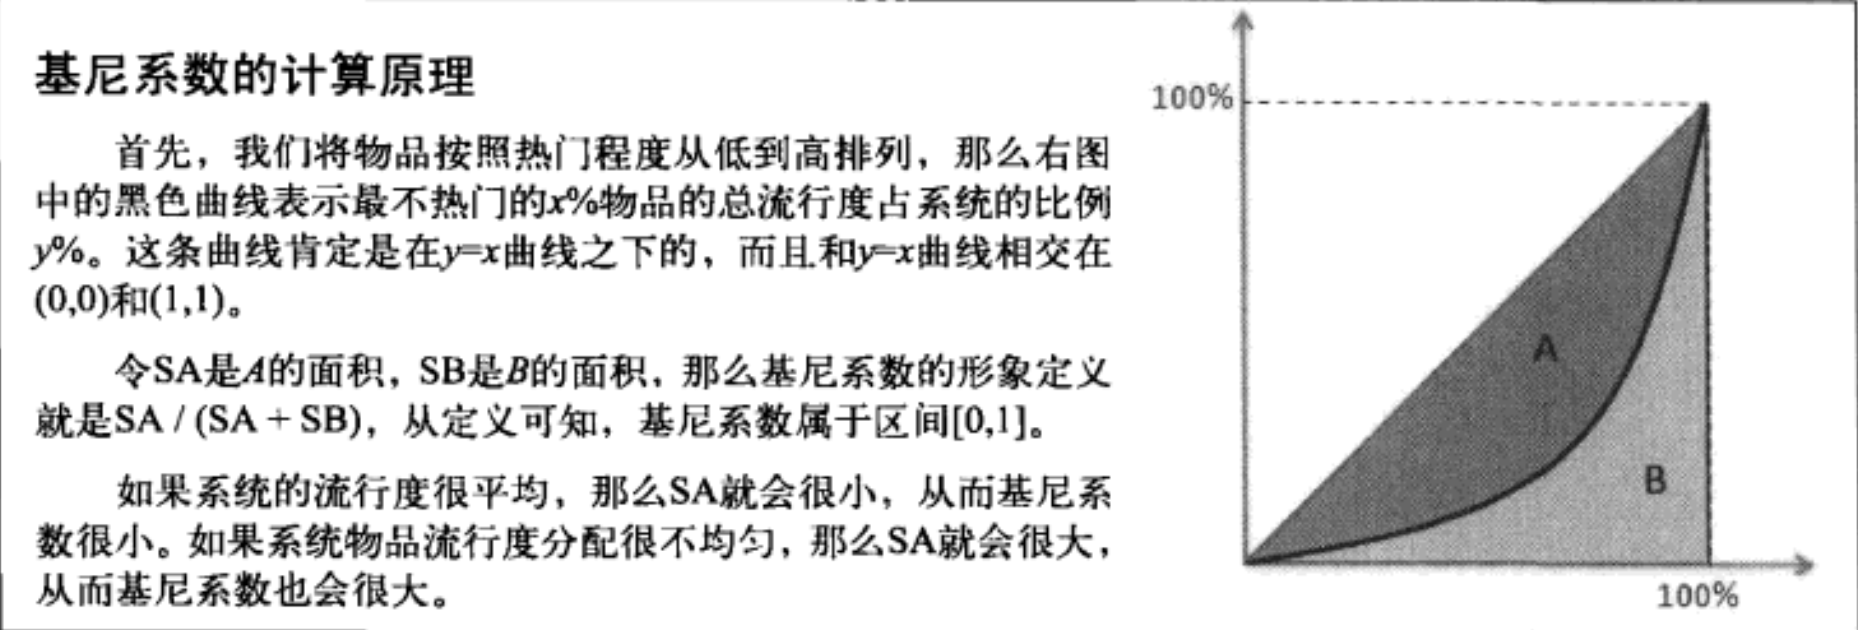 基尼系数的计算原理
首先，我们将物品按照热门程度从低到高排列，那么右图
中的黑色曲线表示最不热门的x%物品的总流行度占系统的比例
y%。这条曲线肯定是在y=x曲线之下的，而且和y=x曲线相交在
(0,0)和(1,1)。
令SA是A的面积，SB是B的面积，那么基尼系数的形象定义
就是SA / (SA + SB)，从定义可知，基尼系数属于区间[0,1]。
如果系统的流行度很平均，那么SA就会很小，从而基尼系
数很小。如果系统物品流行度分配很不均匀，那么SA就会很大，
从而基尼系数也会很大。
100%
A
B
100%